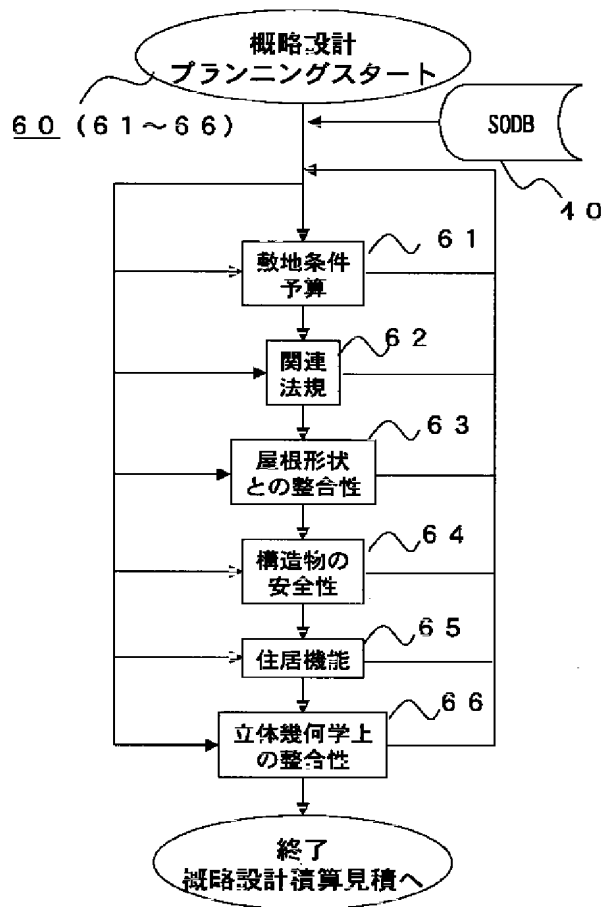 概略設計
プランニングスタート
６０（６１～６６）
SODB
４０
６１
敷地条件
予算
６２
関連
法規
６３
屋根形状
との整合性
６４
構造物の
安全性
６５
住居機能
６６
立体幾何学上
の整合性
終了
概略設計積算見積へ